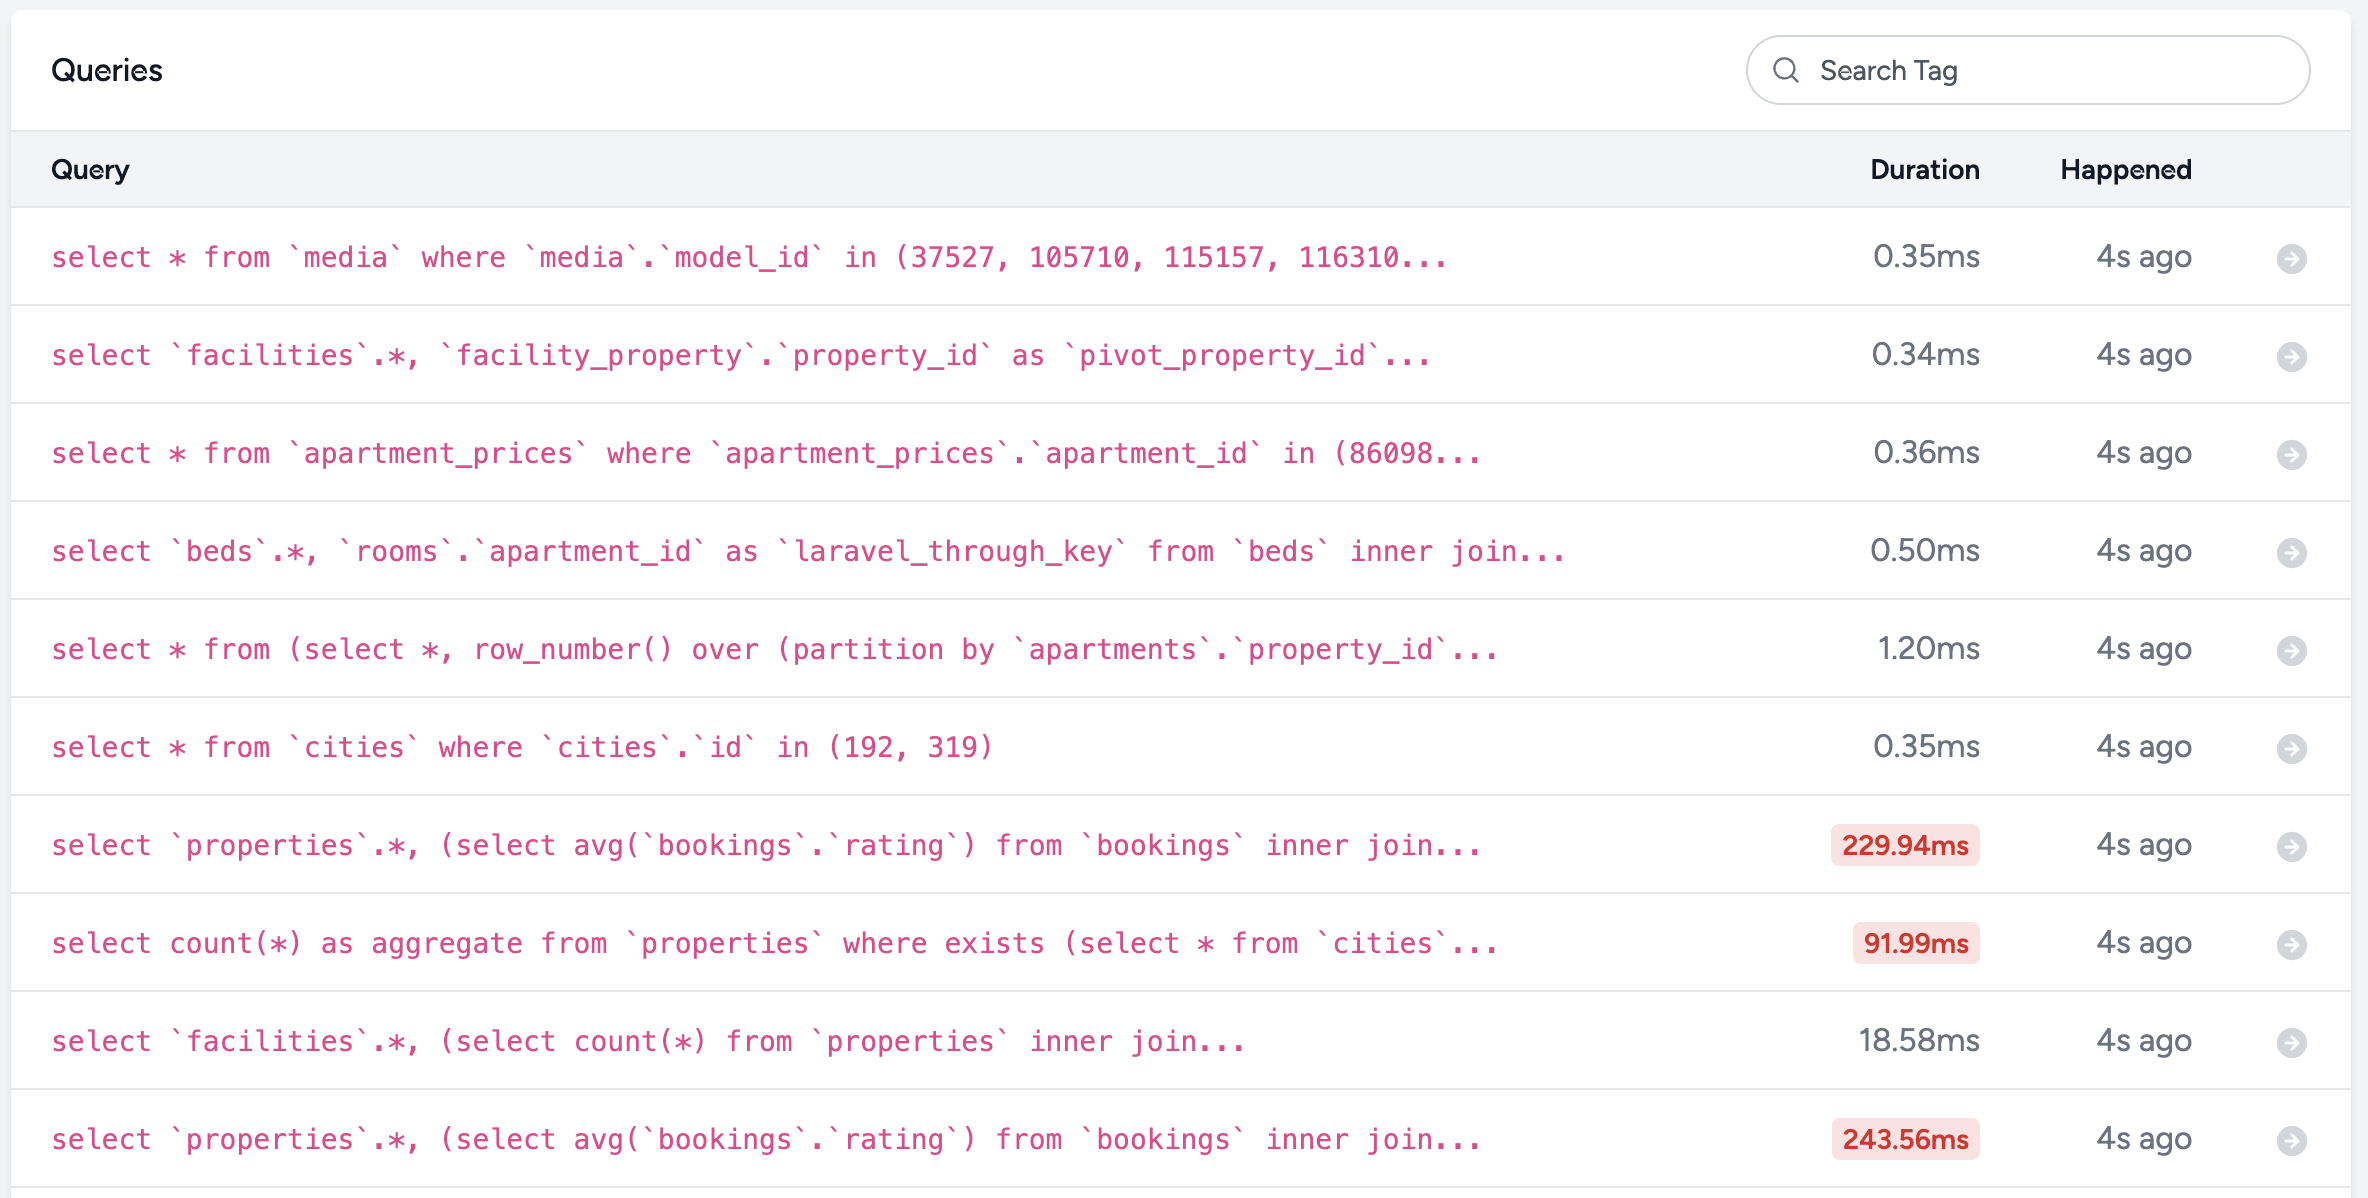 Queries
Search Tag
Query Duration Happened
select * from `media` where `media`.`model_id` in (37527, 105710, 115157, 116310... 0.35ms 4s ago
select `facilities`.*, `facility_property`.`property_id` as `pivot_property_id`... 0.34ms 4s ago
select * from `apartment_prices` where `apartment_prices`.`apartment_id` in (86098... 0.36ms 4s ago
select `beds`.*, `rooms`.`apartment_id` as `laravel_through_key` from `beds` inner join... 0.50ms 4s ago
select * from (select *, row_number() over (partition by `apartments`.`property_id`... 1.20ms 4s ago
select * from `cities` where `cities`.`id` in (192, 319) 0.35ms 4s ago
select `properties`.*, (select avg(`bookings`.`rating`) from `bookings` inner join... 229.94ms 4s ago
select count(*) as aggregate from `properties` where exists (select * from `cities`... 91.99ms 4s ago
select `facilities`.*, (select count(*) from `properties` inner join... 18.58ms 4s ago
select `properties`.*, (select avg(`bookings`.`rating`) from `bookings` inner join... 243.56ms 4s ago